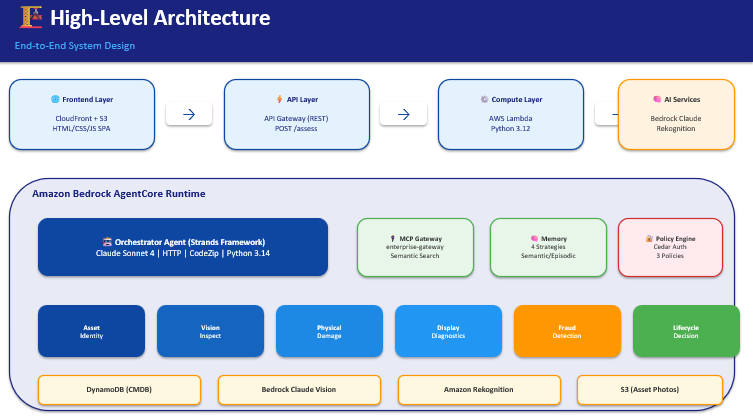 High-Level Architecture
End-to-End System Design
Frontend Layer
CloudFront + S3
HTML/CSS/JS SPA
API Layer
API Gateway (REST)
POST /assess
Compute Layer
AWS Lambda
Python 3.12
AI Services
Bedrock Claude
Rekognition
Amazon Bedrock AgentCore Runtime
Orchestrator Agent (Strands Framework)
Claude Sonnet 4 | HTTP | CodeZip | Python 3.14
MCP Gateway
enterprise-gateway
Semantic Search
Memory
4 Strategies
Semantic/Episodic
Policy Engine
Cedar Auth
3 Policies
Asset
Identity
Vision
Inspect
Physical
Damage
Display
Diagnostics
Fraud
Detection
Lifecycle
Decision
DynamoDB (CMDB)
Bedrock Claude Vision
Amazon Rekognition
S3 (Asset Photos)